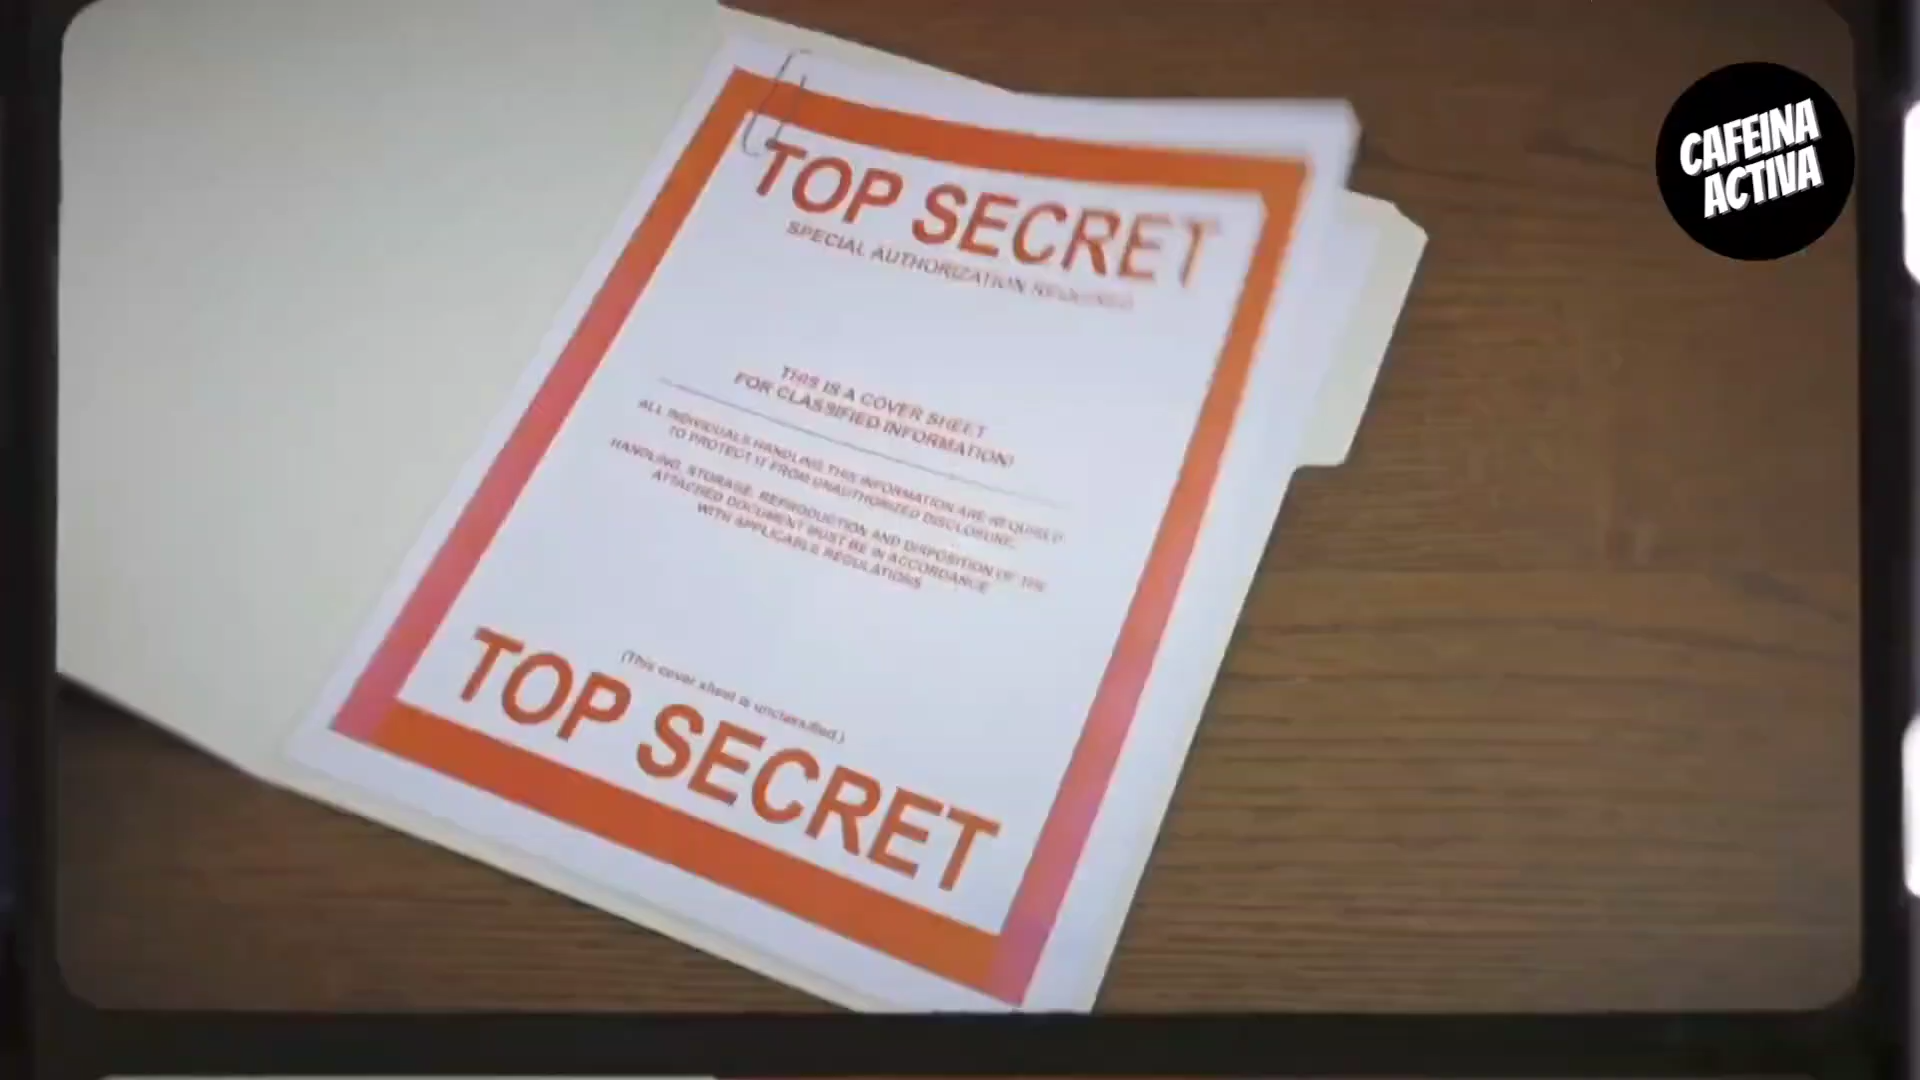 TOP SECRET
SPECIAL AUTHORIZATION REQUIRED
THIS IS A COVER SHEET
FOR CLASSIFIED INFORMATION
ALL INDIVIDUALS HANDLING THIS INFORMATION ARE REQUIRED
TO PROTECT IT FROM UNAUTHORIZED DISCLOSURE.
HANDLING, STORAGE, REPRODUCTION AND DISPOSITION OF THE
ATTACHED DOCUMENT MUST BE IN ACCORDANCE
WITH APPLICABLE REGULATIONS
(This cover sheet is unclassified.)
TOP SECRET
CAFEINA
ACTIVA